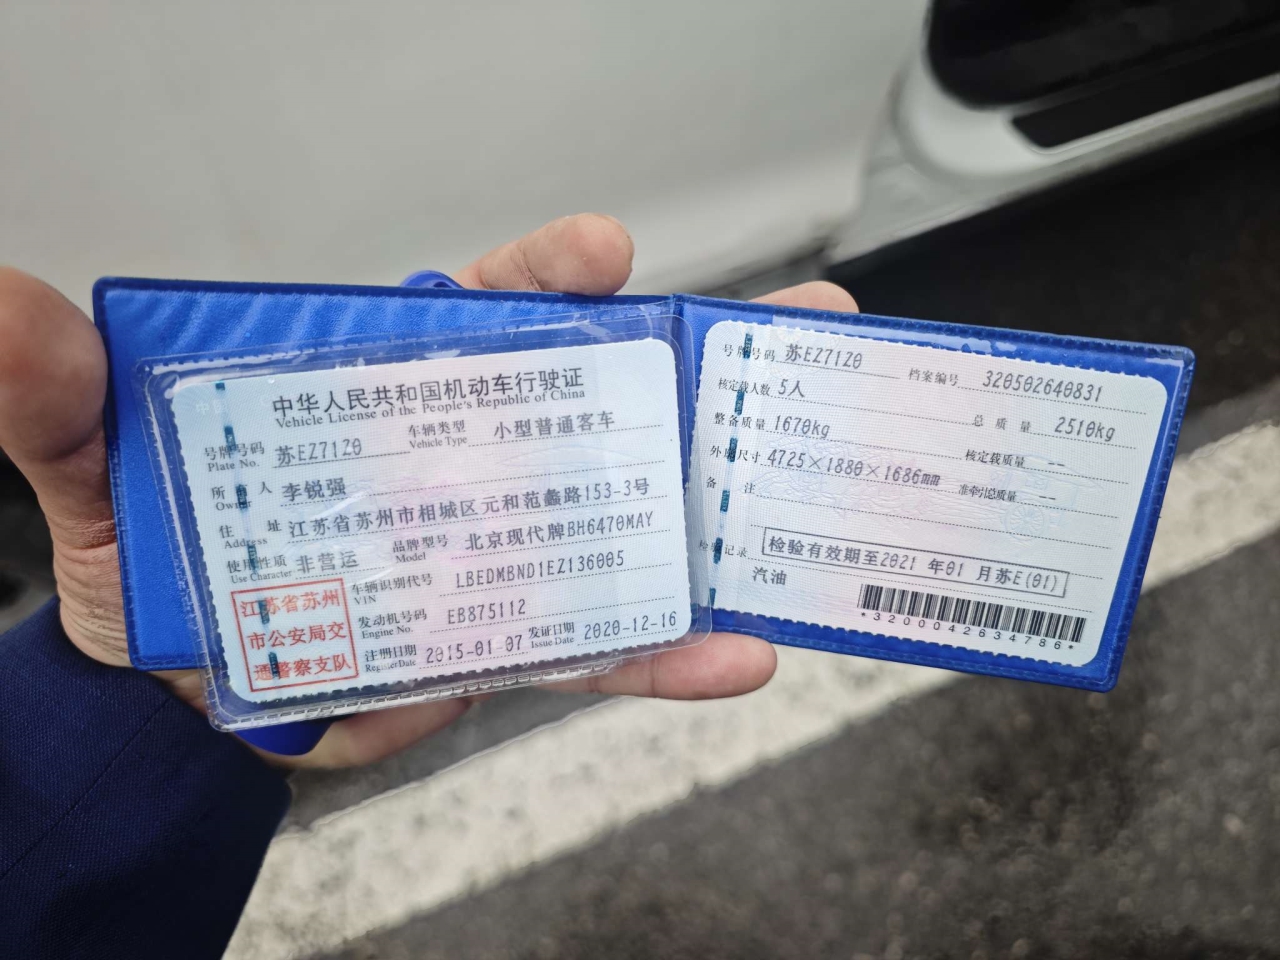 中华人民共和国机动车行驶证
Vehicle License of the People's Republic of China
号牌号码 苏EZ71Z0 车辆类型 小型普通客车
Plate No. Vehicle Type
所有人 李锐强
Owner
住址 江苏省苏州市相城区元和范蠡路153-3号
Address
使用性质 非营运 品牌型号 北京现代牌BH6470MAY
Use Character Model
车辆识别代号 LBEDMBND1EZ136005
VIN
发动机号码 EB875112
Engine No.
注册日期 2015-01-07 发证日期 2020-12-16
Register Date Issue Date
江苏省苏州
市公安局交
通警察支队
号牌号码 苏EZ71Z0 档案编号 320502640831
核定载人数 5人 总质量 2510kg
整备质量 1670kg 核定载质量 --
外廓尺寸 4725×1880×1686mm 准牵引总质量 --
备注
检验记录 检验有效期至2021年01月苏E(01)
汽油
*3200042634786*